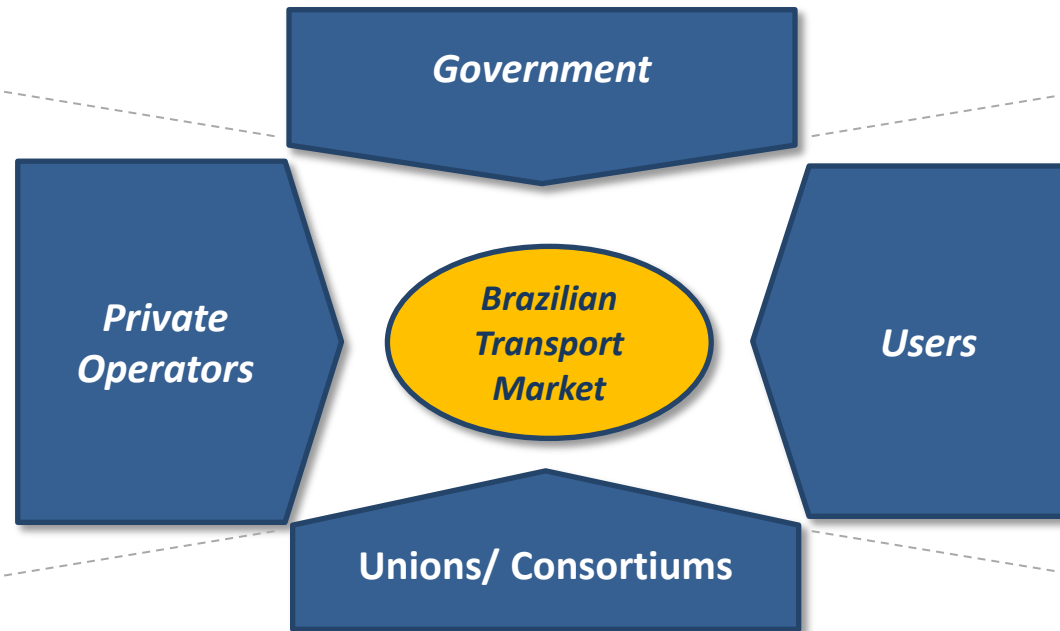 Government
Private
Operators
Brazilian
Transport
Market
Users
Unions/ Consortiums